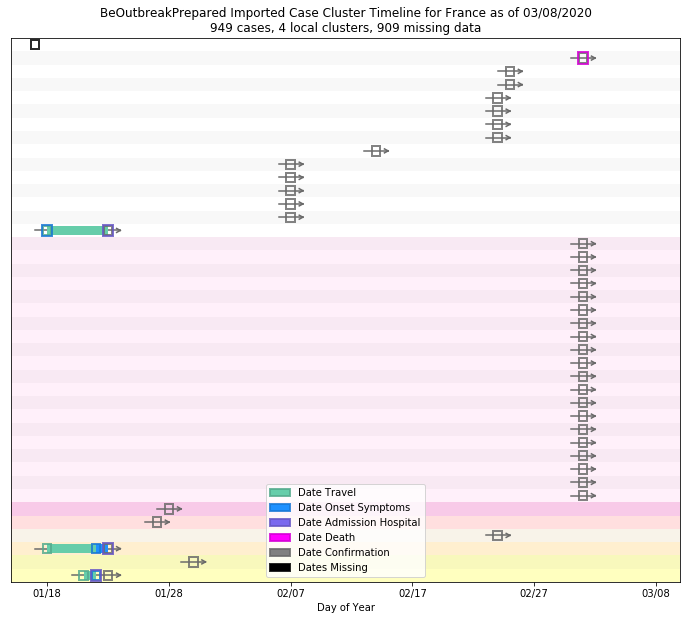 BeOutbreakPrepared Imported Case Cluster Timeline for France as of 03/08/2020
949 cases, 4 local clusters, 909 missing data
Date Travel
Date Onset Symptoms
Date Admission Hospital
Date Death
Date Confirmation
Dates Missing
01/18 01/28 02/07 02/17 02/27 03/08
Day of Year